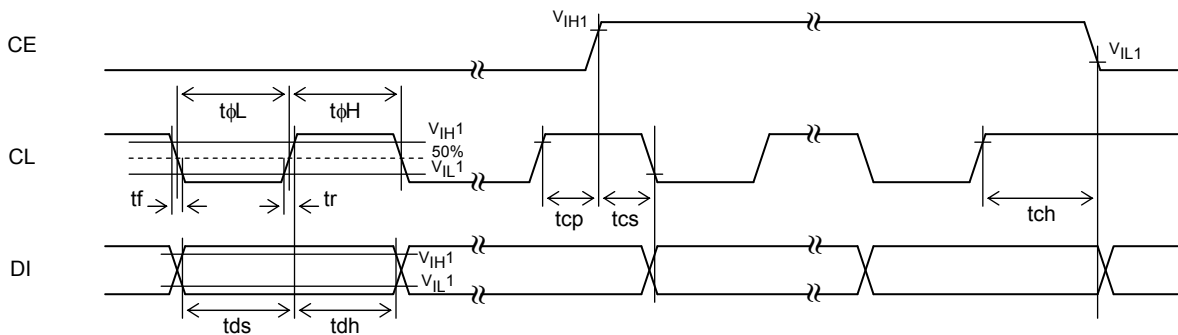 CE
VIH1
VIL1
tϕL
tϕH
CL
VIH1
50%
VIL1
tf
tr
tcp
tcs
tch
DI
VIH1
VIL1
tds
tdh